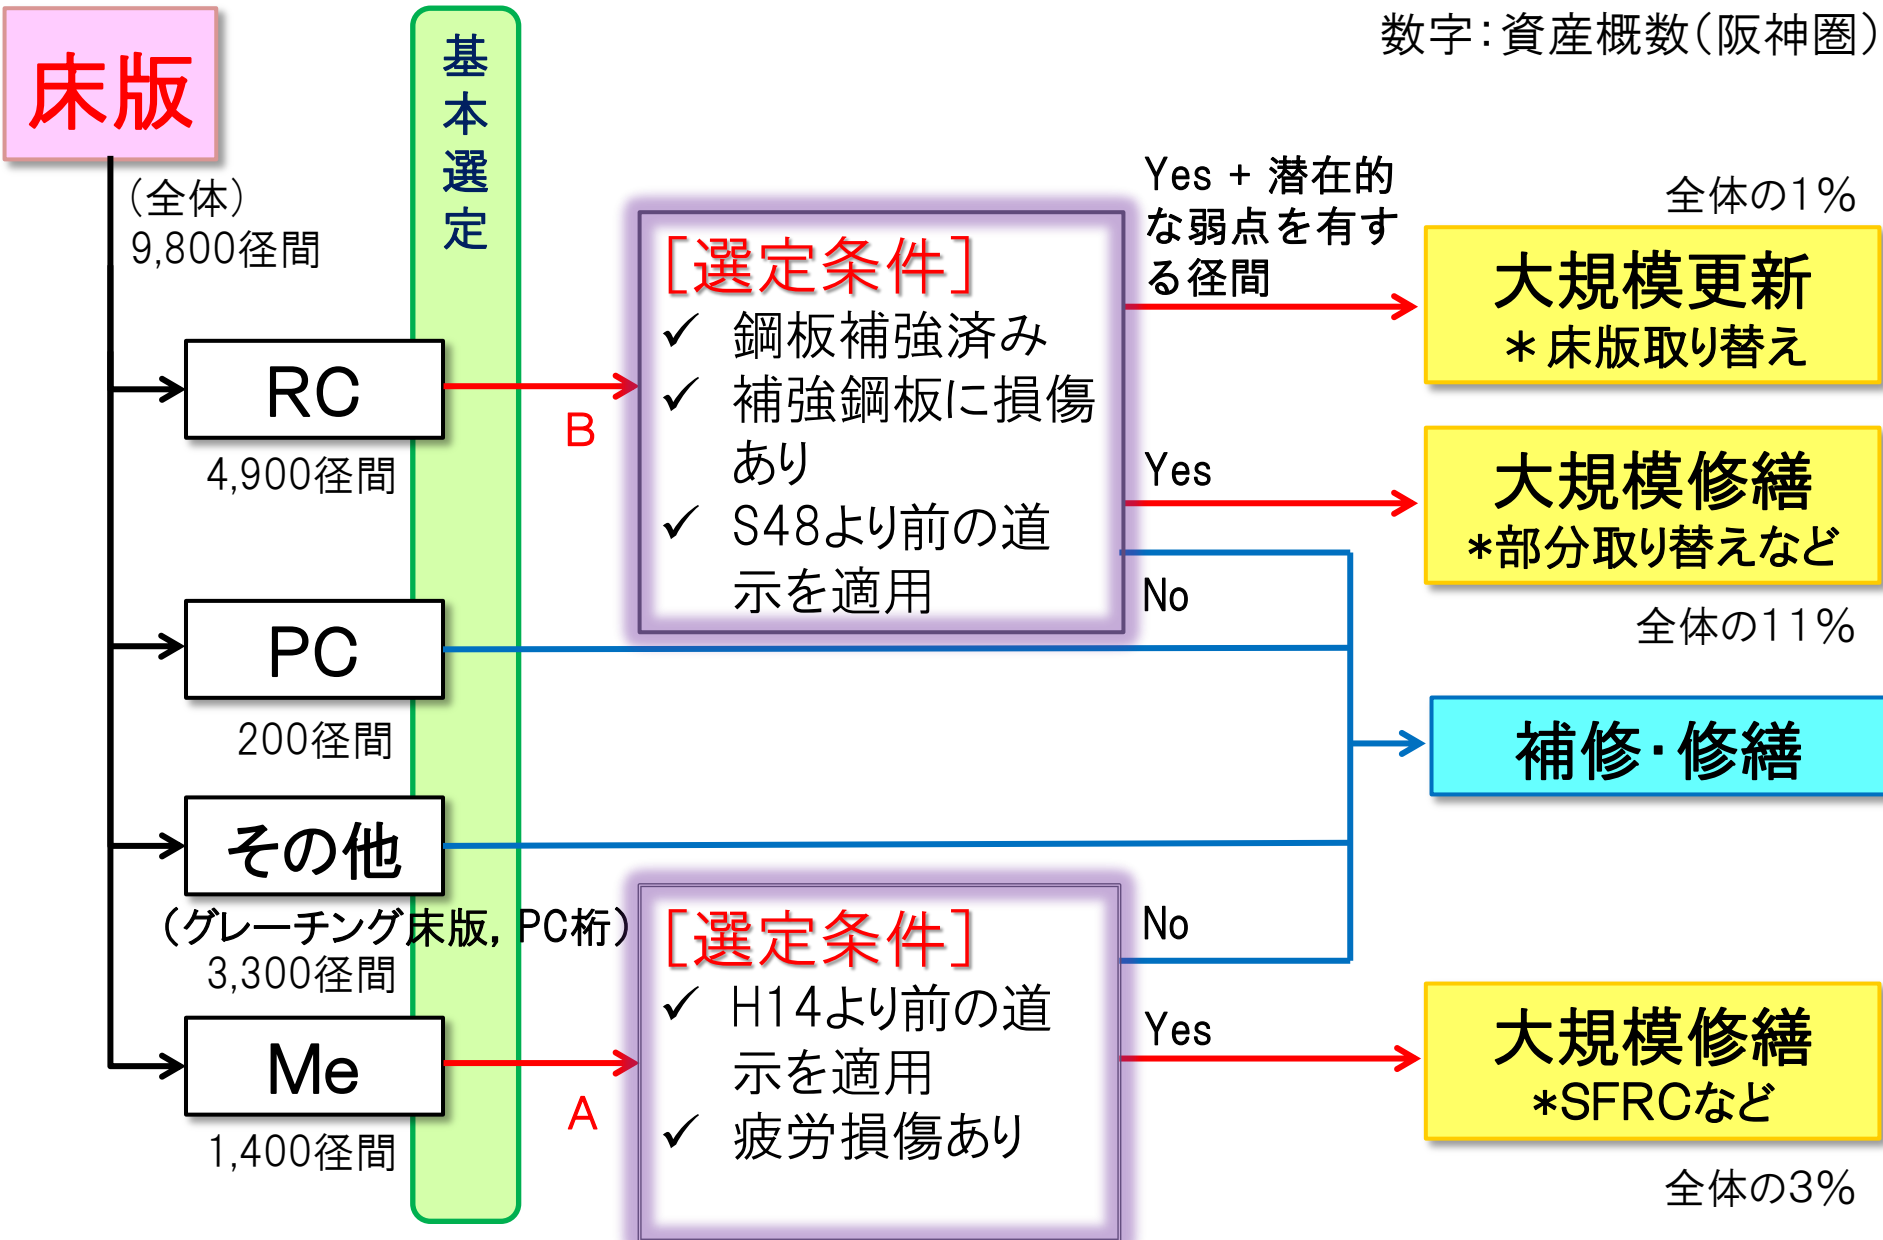 数字：資産概数（阪神圏）
床版
（全体）
9,800径間
基本選定
RC
4,900径間
PC
200径間
その他
（グレーチング床版，PC桁）
3,300径間
Me
1,400径間
B
A
［選定条件］
✓ 鋼板補強済み
✓ 補強鋼板に損傷
あり
✓ S48より前の道
示を適用
［選定条件］
✓ H14より前の道
示を適用
✓ 疲労損傷あり
Yes + 潜在的
な弱点を有す
る径間
Yes
No
No
Yes
全体の1％
大規模更新
＊床版取り替え
大規模修繕
*部分取り替えなど
全体の11％
補修・修繕
大規模修繕
*SFRCなど
全体の3％